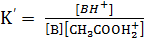 K′ = [BH⁺] / [B][CH₃COOH₂⁺]